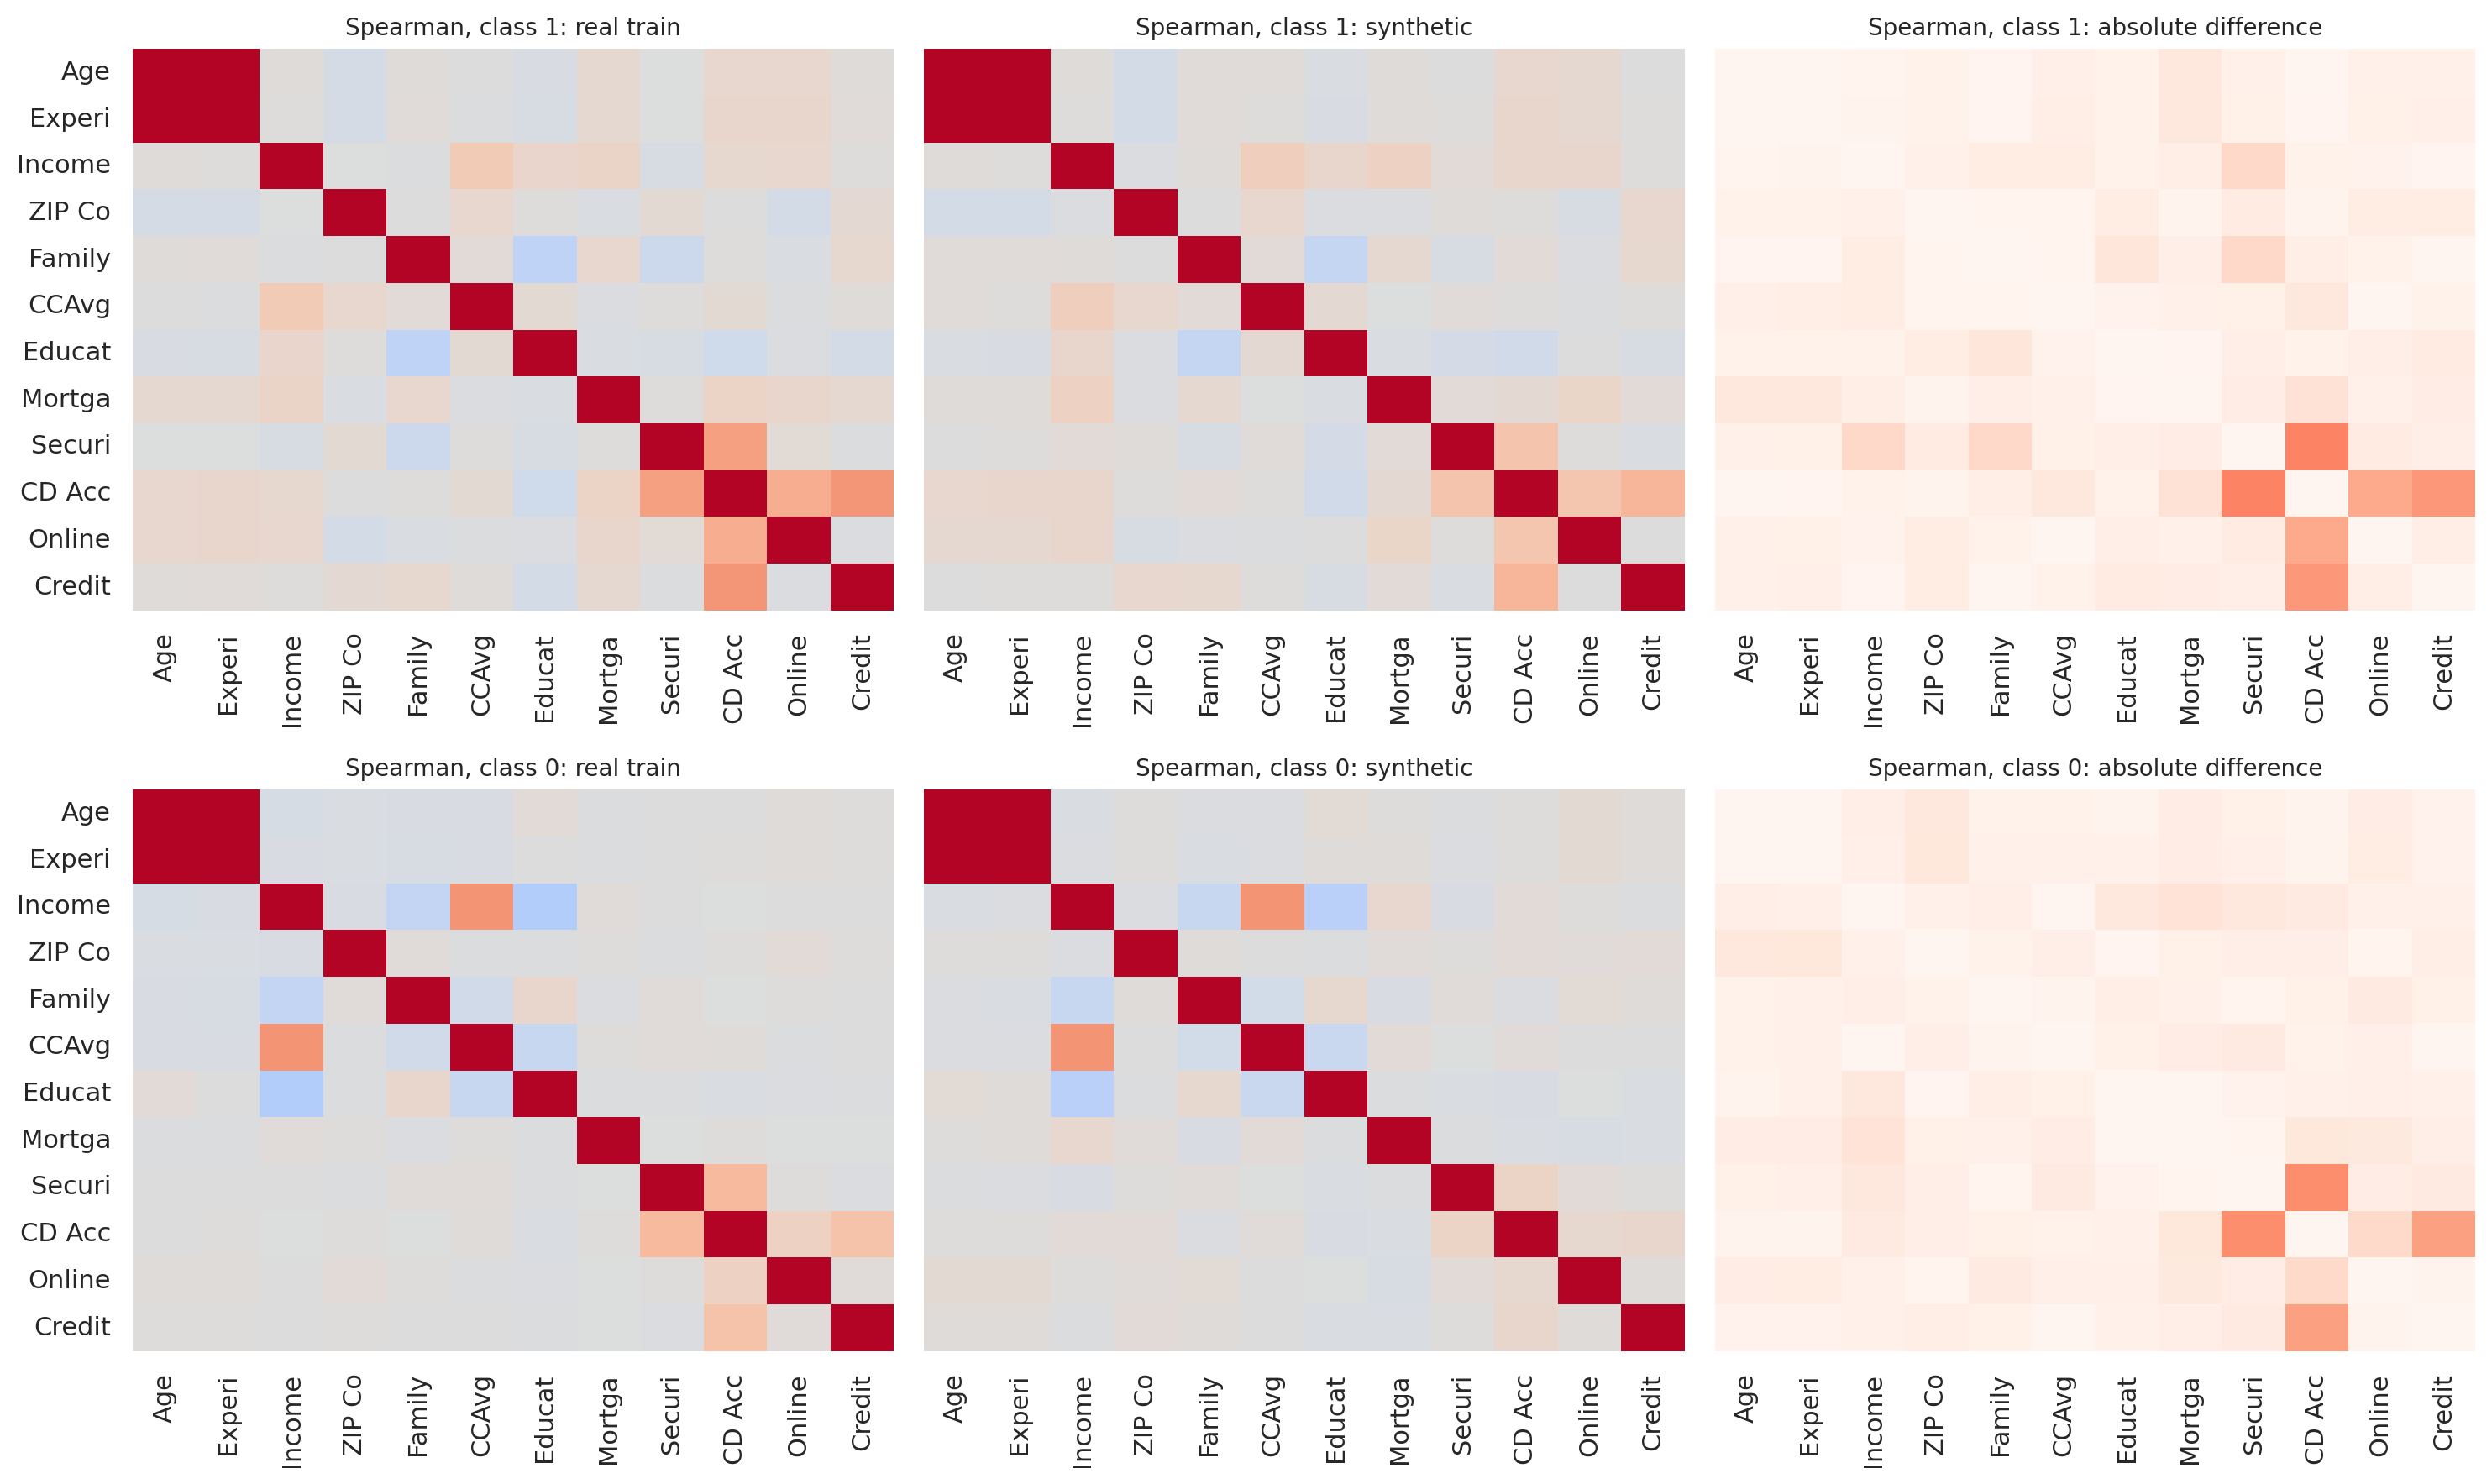 Spearman, class 1: real train
Spearman, class 1: synthetic
Spearman, class 1: absolute difference
Age
Experi
Income
ZIP Co
Family
CCAvg
Educat
Mortga
Securi
CD Acc
Online
Credit
Age Experi Income ZIP Co Family CCAvg Educat Mortga Securi CD Acc Online Credit
Age Experi Income ZIP Co Family CCAvg Educat Mortga Securi CD Acc Online Credit
Age Experi Income ZIP Co Family CCAvg Educat Mortga Securi CD Acc Online Credit
Spearman, class 0: real train
Spearman, class 0: synthetic
Spearman, class 0: absolute difference
Age
Experi
Income
ZIP Co
Family
CCAvg
Educat
Mortga
Securi
CD Acc
Online
Credit
Age Experi Income ZIP Co Family CCAvg Educat Mortga Securi CD Acc Online Credit
Age Experi Income ZIP Co Family CCAvg Educat Mortga Securi CD Acc Online Credit
Age Experi Income ZIP Co Family CCAvg Educat Mortga Securi CD Acc Online Credit